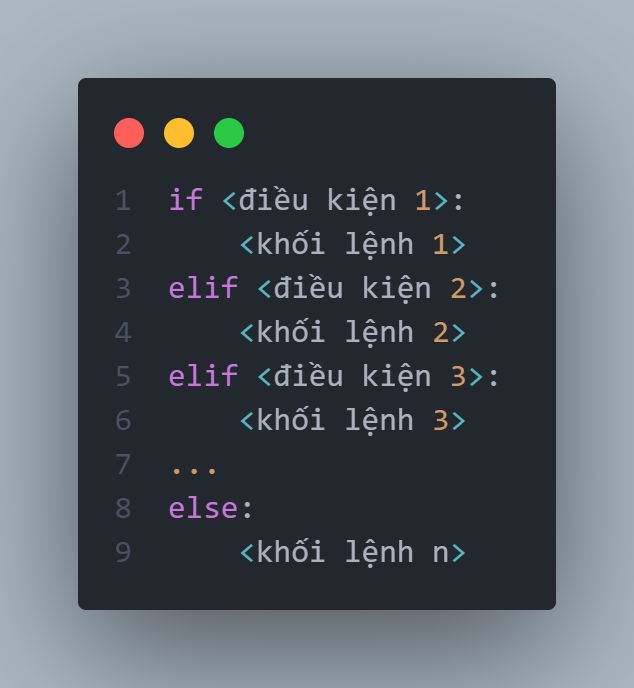 1 if <điều kiện 1>:
2     <khối lệnh 1>
3 elif <điều kiện 2>:
4     <khối lệnh 2>
5 elif <điều kiện 3>:
6     <khối lệnh 3>
7 ...
8 else:
9     <khối lệnh n>